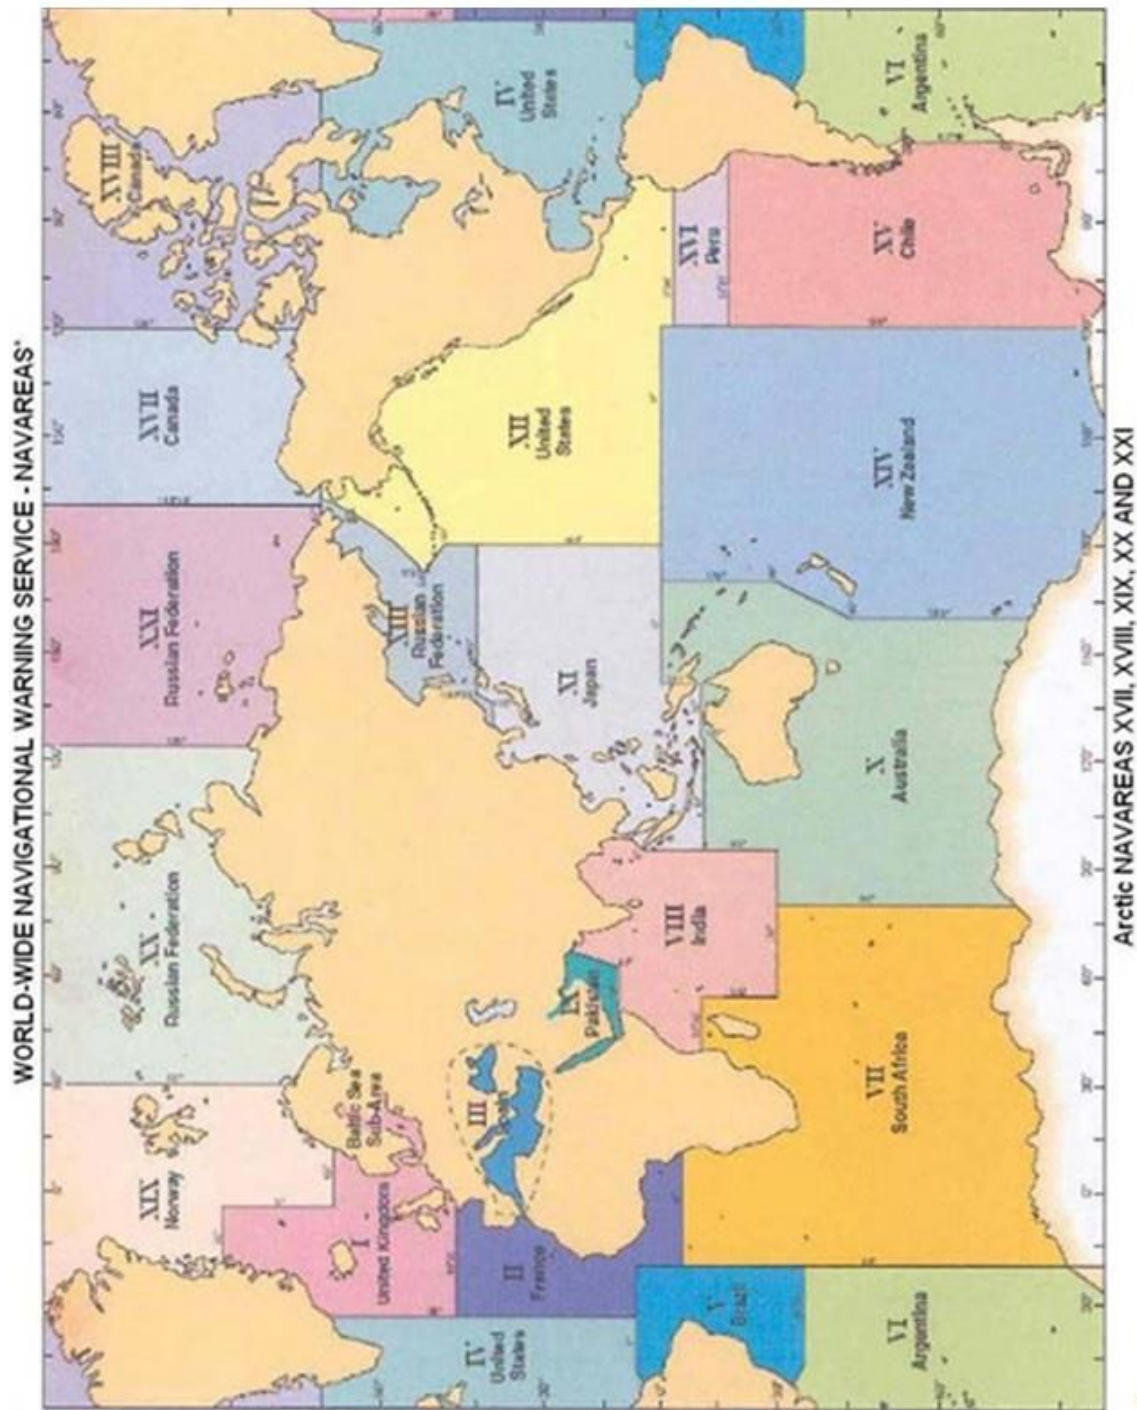 WORLD-WIDE NAVIGATIONAL WARNING SERVICE - NAVAREAS*
XIX
Norway
XX
Russian Federation
XXI
Russian Federation
XVII
Canada
XVIII
Canada
IV
United
States
I
United Kingdom
Baltic Sea
Sub-Area
XIII
Russian
Federation
XII
United
States
IV
United
States
II
France
III
Spain
IX
Pakistan
XI
Japan
V
Brazil
VIII
India
XVI
Peru
VI
Argentina
VII
South Africa
X
Australia
XIV
New Zealand
XV
Chile
VI
Argentina
Arctic NAVAREAS XVII, XVIII, XIX, XX AND XXI